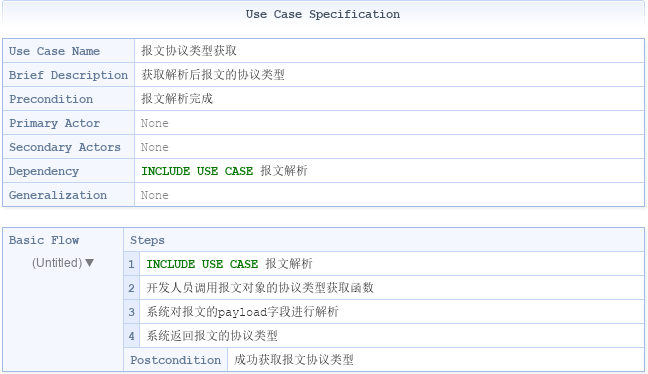 Use Case Specification
Use Case Name 报文协议类型获取
Brief Description 获取解析后报文的协议类型
Precondition 报文解析完成
Primary Actor None
Secondary Actors None
Dependency INCLUDE USE CASE 报文解析
Generalization None
Basic Flow Steps
(Untitled) ▼ 1 INCLUDE USE CASE 报文解析
2 开发人员调用报文对象的协议类型获取函数
3 系统对报文的payload字段进行解析
4 系统返回报文的协议类型
Postcondition 成功获取报文协议类型